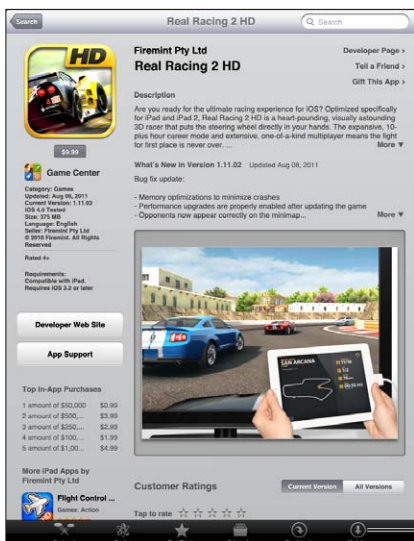 Search
Real Racing 2 HD
Search
HD
$9.99
Game Center
Category: Games
Updated: Aug 08, 2011
Current Version: 1.11.02
iOS 4.0 Tested
Size: 375 MB
Language: English
Seller: Firemint Pty Ltd
© 2010 Firemint. All Rights
Reserved
Rated 4+
Requirements:
Compatible with iPad.
Requires iOS 3.2 or later
Developer Web Site
App Support
Top In-App Purchases
1 amount of $50,000 $0.99
2 amount of $500,... $3.99
3 amount of $250,... $2.99
4 amount of $100,... $1.99
5 amount of $1,00... $4.99
More iPad Apps by
Firemint Pty Ltd
Flight Control ...
Games: Action
Firemint Pty Ltd
Real Racing 2 HD
Developer Page ›
Tell a Friend ›
Gift This App ›
Description
Are you ready for the ultimate racing experience for iOS? Optimized specifically
for iPad and iPad 2, Real Racing 2 HD is a heart-pounding, visually astounding
3D racer that puts the steering wheel directly in your hands. The expansive, 10-
plus hour career mode and extensive, one-of-a-kind multiplayer means the fight
for first place is never over. ...
More ▼
What's New in Version 1.11.02 Updated Aug 08, 2011
Bug fix update:
- Memory optimizations to minimize crashes
- Performance upgrades are properly enabled after updating the game
- Opponents now appear correctly on the minimap...
More ▼
SAN ARCANA
Customer Ratings
Current Version
All Versions
Tap to rate ☆ ☆ ☆ ☆ ☆